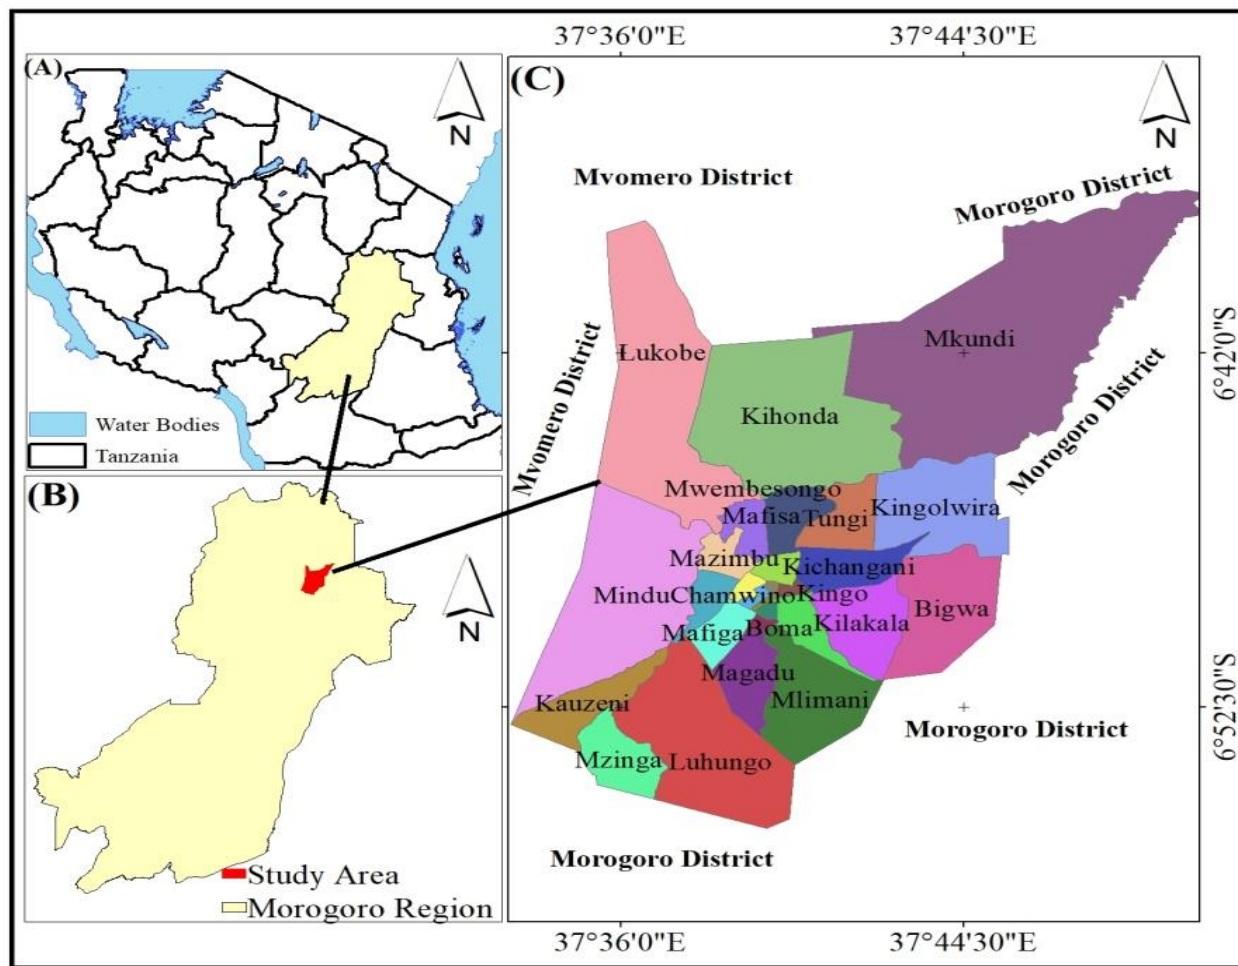 (A)
N
Water Bodies
Tanzania
(B)
N
Study Area
Morogoro Region
37°36'0"E
37°44'30"E
(C)
N
Mvomero District
Morogoro District
Mvomero District
Lukobe
Mkundi
6°42'0"S
Kihonda
Morogoro District
Mwembesongo
Mafisa
Tungi
Kingolwira
Mazimbu
Kichangani
Mindu
Chamwino
Kingo
Bigwa
Mafiga
Boma
Kilakala
Magadu
Kauzeni
Mlimani
Morogoro District
6°52'30"S
Mzinga
Luhungo
Morogoro District
37°36'0"E
37°44'30"E